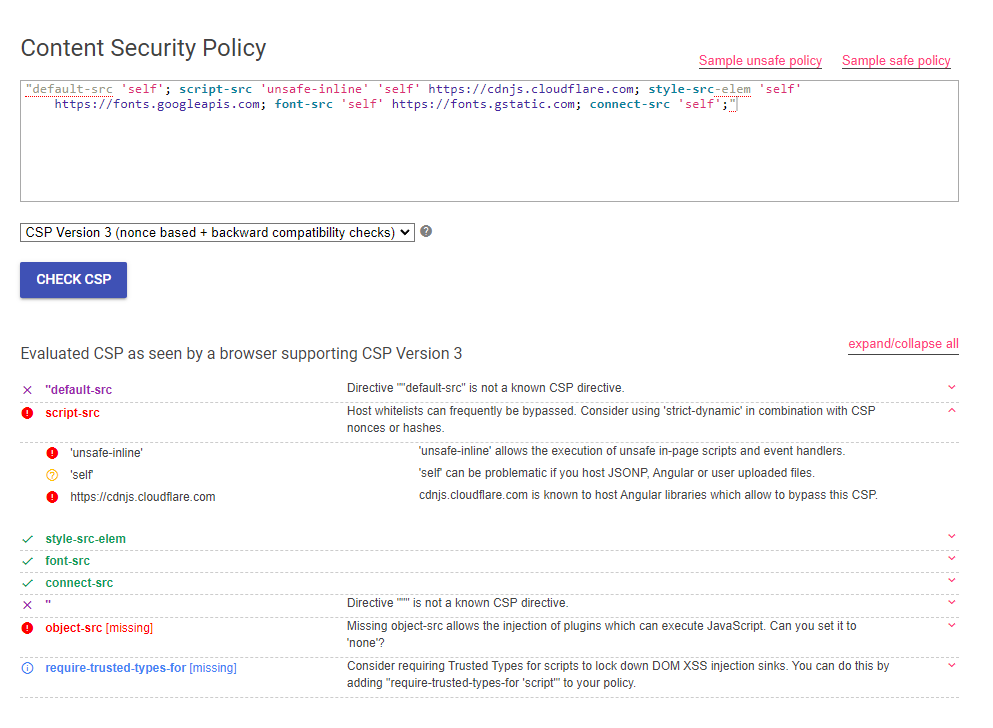 Content Security Policy
Sample unsafe policy Sample safe policy
"default-src 'self'; script-src 'unsafe-inline' 'self' https://cdnjs.cloudflare.com; style-src-elem 'self'
https://fonts.googleapis.com; font-src 'self' https://fonts.gstatic.com; connect-src 'self';"
CSP Version 3 (nonce based + backward compatibility checks) ?
CHECK CSP
Evaluated CSP as seen by a browser supporting CSP Version 3 expand/collapse all
"default-src Directive ""default-src" is not a known CSP directive.
script-src Host whitelists can frequently be bypassed. Consider using 'strict-dynamic' in combination with CSP
nonces or hashes.
'unsafe-inline' 'unsafe-inline' allows the execution of unsafe in-page scripts and event handlers.
'self' 'self' can be problematic if you host JSONP, Angular or user uploaded files.
https://cdnjs.cloudflare.com cdnjs.cloudflare.com is known to host Angular libraries which allow to bypass this CSP.
style-src-elem
font-src
connect-src
" Directive """ is not a known CSP directive.
object-src [missing] Missing object-src allows the injection of plugins which can execute JavaScript. Can you set it to
'none'?
require-trusted-types-for [missing] Consider requiring Trusted Types for scripts to lock down DOM XSS injection sinks. You can do this by
adding "require-trusted-types-for 'script'" to your policy.